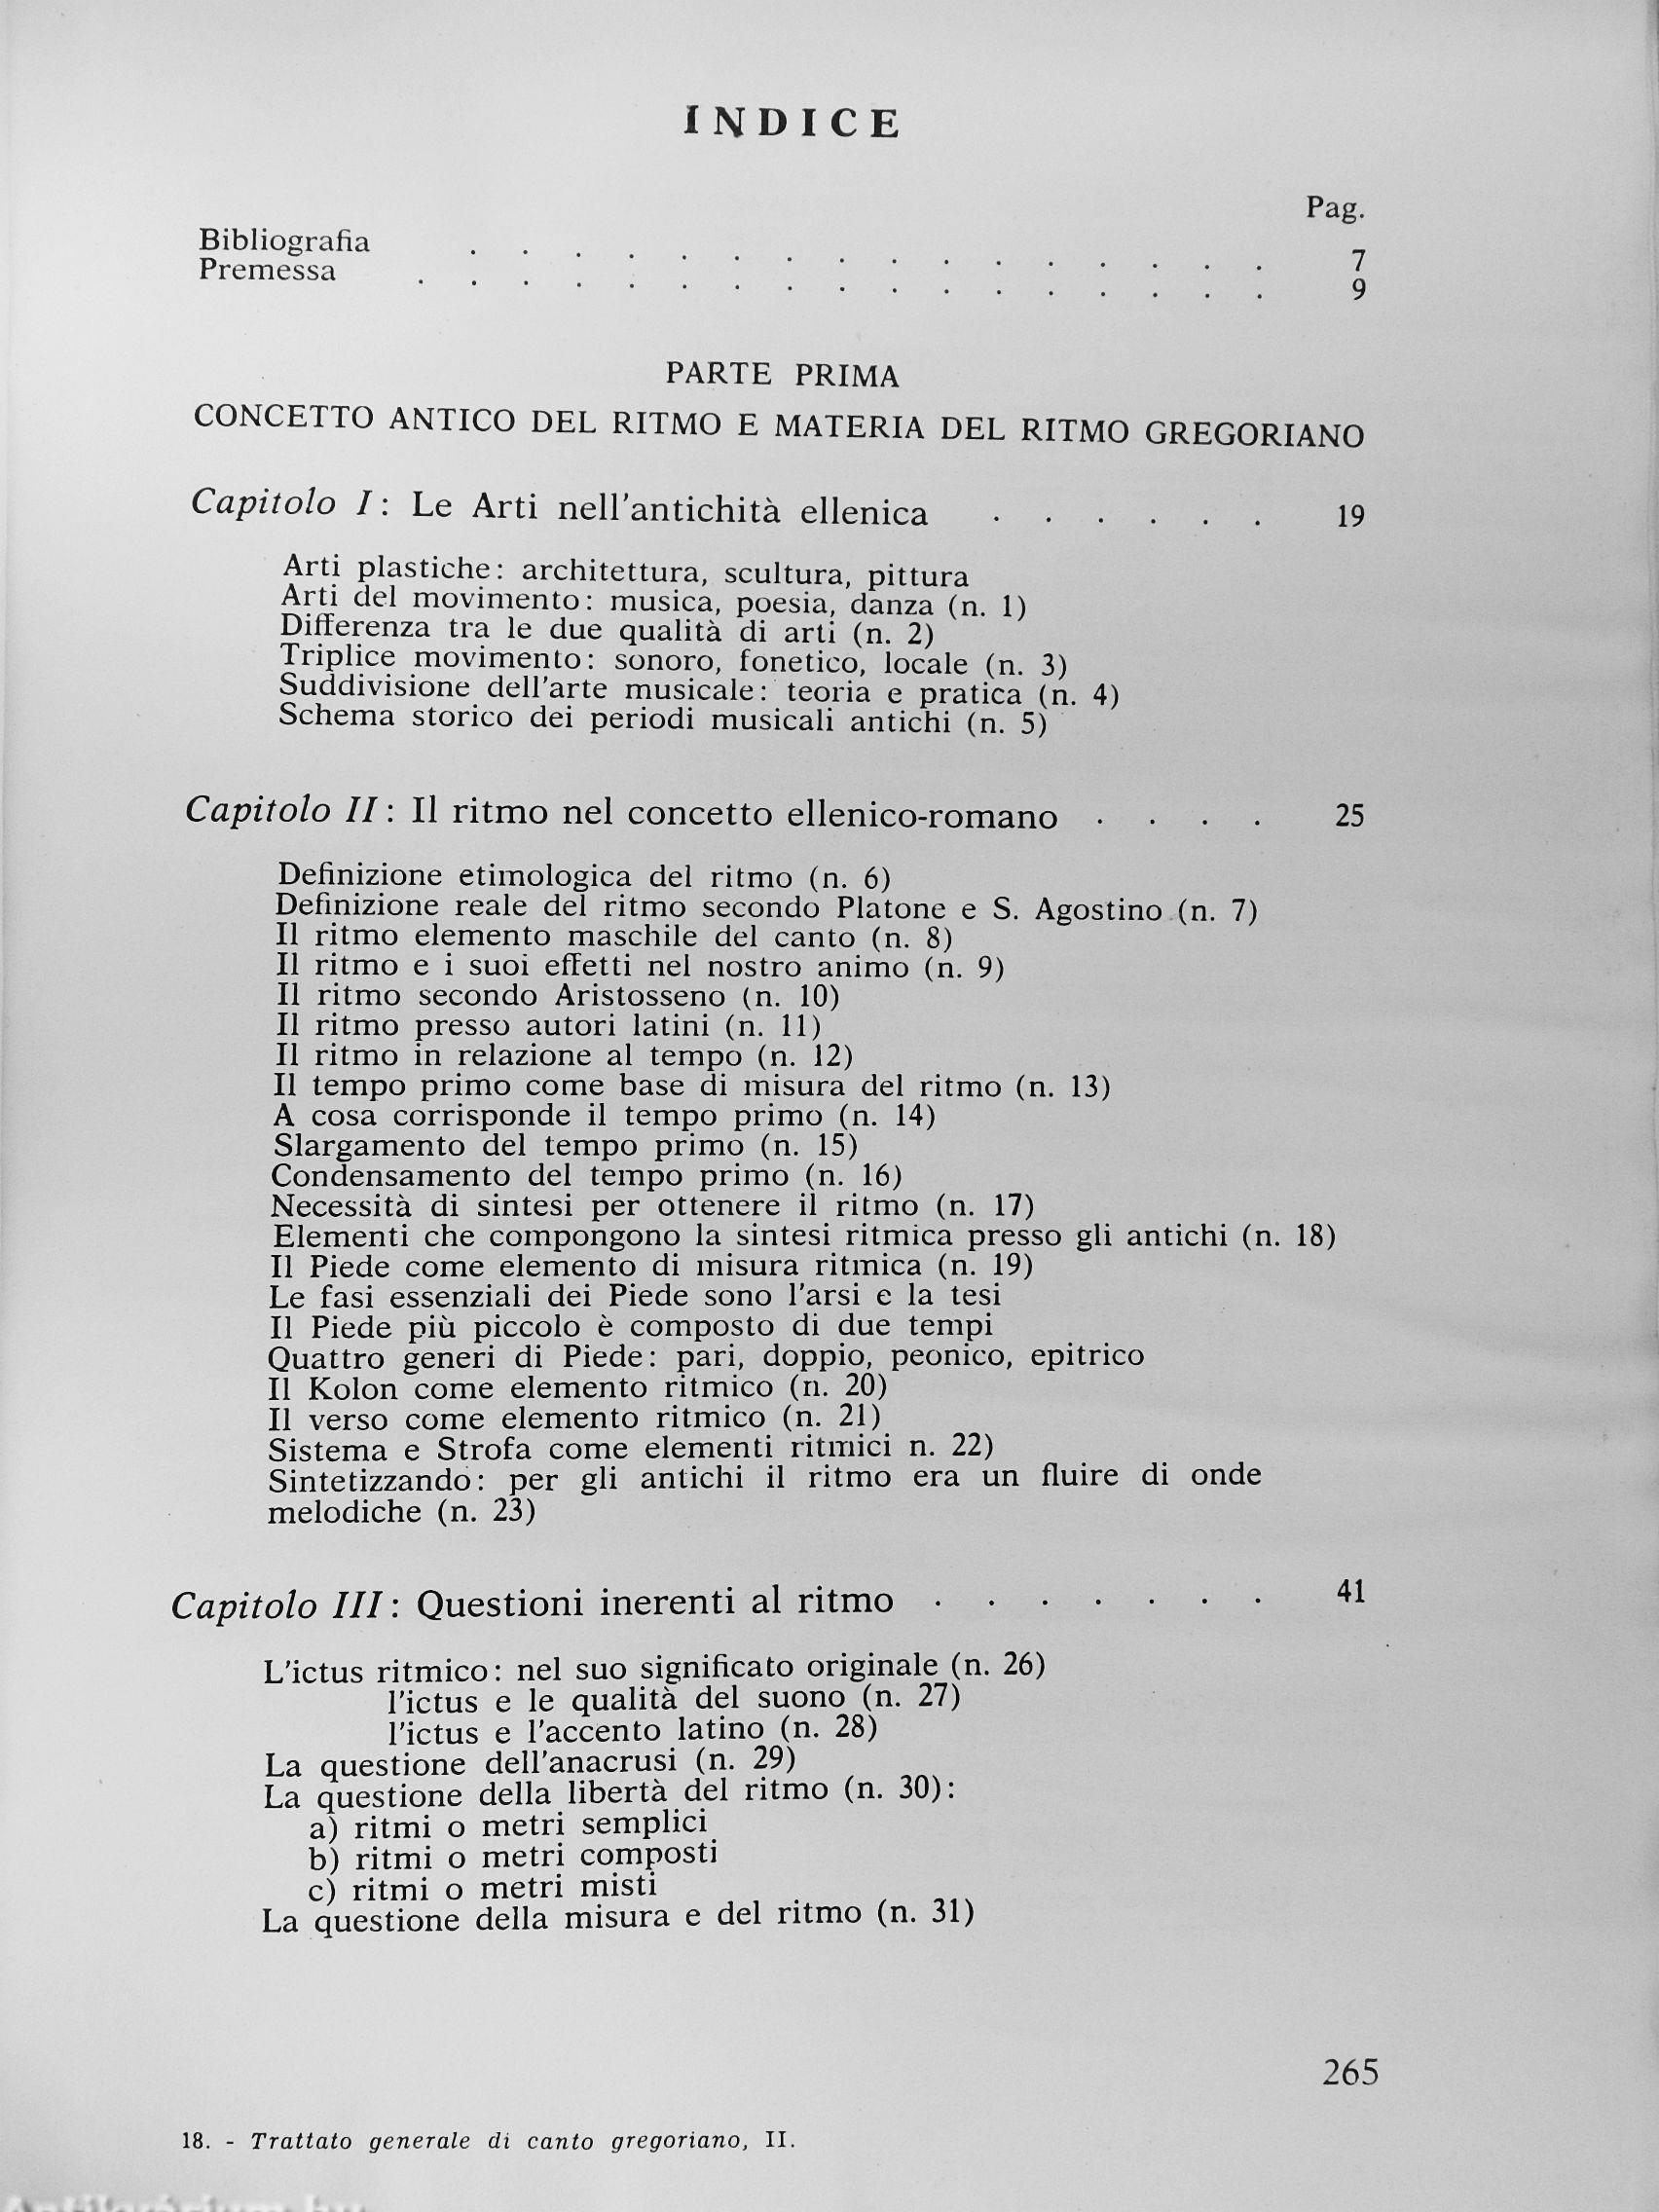 INDICE
Pag.
Bibliografia . . . . . . . . . . . . . . . . 7
Premessa . . . . . . . . . . . . . . . . . 9
PARTE PRIMA
CONCETTO ANTICO DEL RITMO E MATERIA DEL RITMO GREGORIANO
Capitolo I: Le Arti nell'antichità ellenica . . . . . . 19
Arti plastiche: architettura, scultura, pittura
Arti del movimento: musica, poesia, danza (n. 1)
Differenza tra le due qualità di arti (n. 2)
Triplice movimento: sonoro, fonetico, locale (n. 3)
Suddivisione dell'arte musicale: teoria e pratica (n. 4)
Schema storico dei periodi musicali antichi (n. 5)
Capitolo II: Il ritmo nel concetto ellenico-romano . . . . 25
Definizione etimologica del ritmo (n. 6)
Definizione reale del ritmo secondo Platone e S. Agostino (n. 7)
Il ritmo elemento maschile del canto (n. 8)
Il ritmo e i suoi effetti nel nostro animo (n. 9)
Il ritmo secondo Aristosseno (n. 10)
Il ritmo presso autori latini (n. 11)
Il ritmo in relazione al tempo (n. 12)
Il tempo primo come base di misura del ritmo (n. 13)
A cosa corrisponde il tempo primo (n. 14)
Slargamento del tempo primo (n. 15)
Condensamento del tempo primo (n. 16)
Necessità di sintesi per ottenere il ritmo (n. 17)
Elementi che compongono la sintesi ritmica presso gli antichi (n. 18)
Il Piede come elemento di misura ritmica (n. 19)
Le fasi essenziali dei Piede sono l'arsi e la tesi
Il Piede più piccolo è composto di due tempi
Quattro generi di Piede: pari, doppio, peonico, epitrico
Il Kolon come elemento ritmico (n. 20)
Il verso come elemento ritmico (n. 21)
Sistema e Strofa come elementi ritmici n. 22)
Sintetizzando: per gli antichi il ritmo era un fluire di onde
melodiche (n. 23)
Capitolo III: Questioni inerenti al ritmo . . . . . . . 41
L'ictus ritmico: nel suo significato originale (n. 26)
l'ictus e le qualità del suono (n. 27)
l'ictus e l'accento latino (n. 28)
La questione dell'anacrusi (n. 29)
La questione della libertà del ritmo (n. 30):
a) ritmi o metri semplici
b) ritmi o metri composti
c) ritmi o metri misti
La questione della misura e del ritmo (n. 31)
265
18. - Trattato generale di canto gregoriano, II.